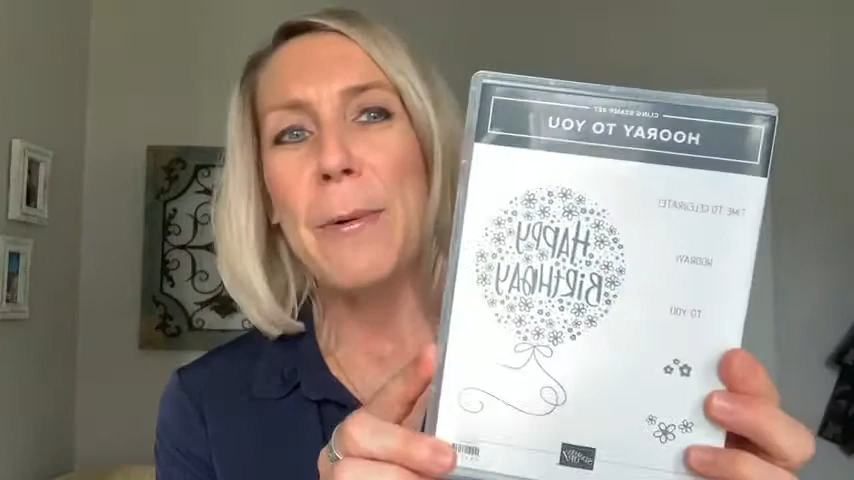 CLING STAMP SET
HOORAY TO YOU
TIME TO CELEBRATE!
HAPPY
BIRTHDAY
HOORAY
TO YOU